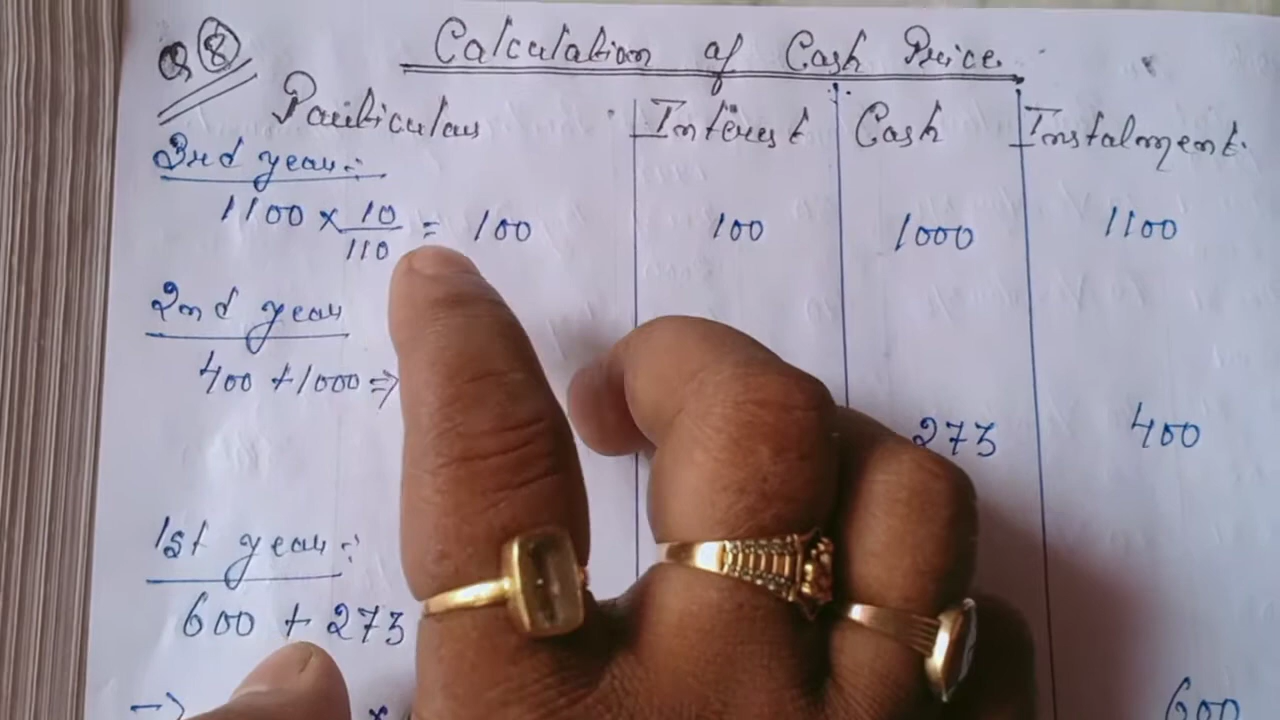 Q 8 Calculation of Cash Price.
Particulars Interest Cash Instalment.
3rd year:-
1100 × 10/110 = 100 100 1000 1100
2nd year
400 + 1000 ⇒
273 400
1st year:
600 + 273
→ × 600